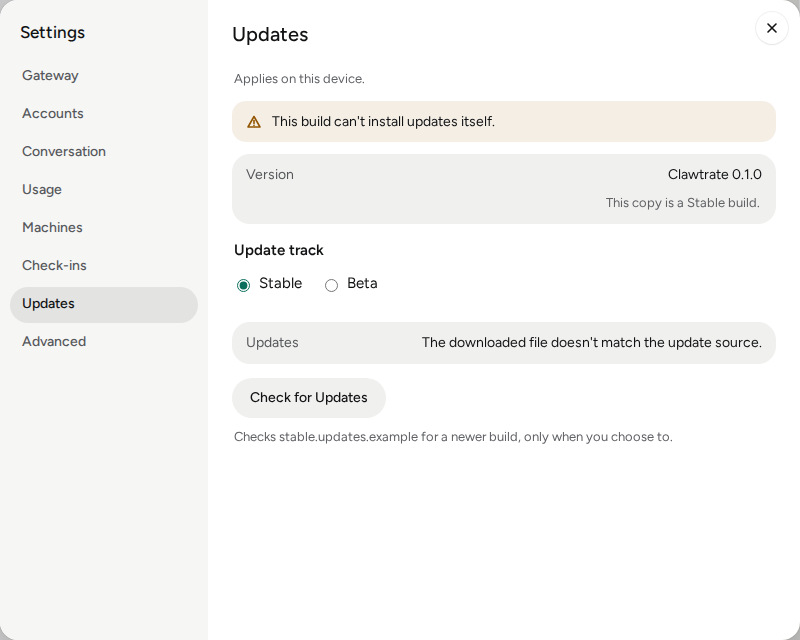 Settings
Gateway
Accounts
Conversation
Usage
Machines
Check-ins
Updates
Advanced
Updates
Applies on this device.
This build can't install updates itself.
Version
Clawtrate 0.1.0
This copy is a Stable build.
Update track
Stable
Beta
Updates
The downloaded file doesn't match the update source.
Check for Updates
Checks stable.updates.example for a newer build, only when you choose to.